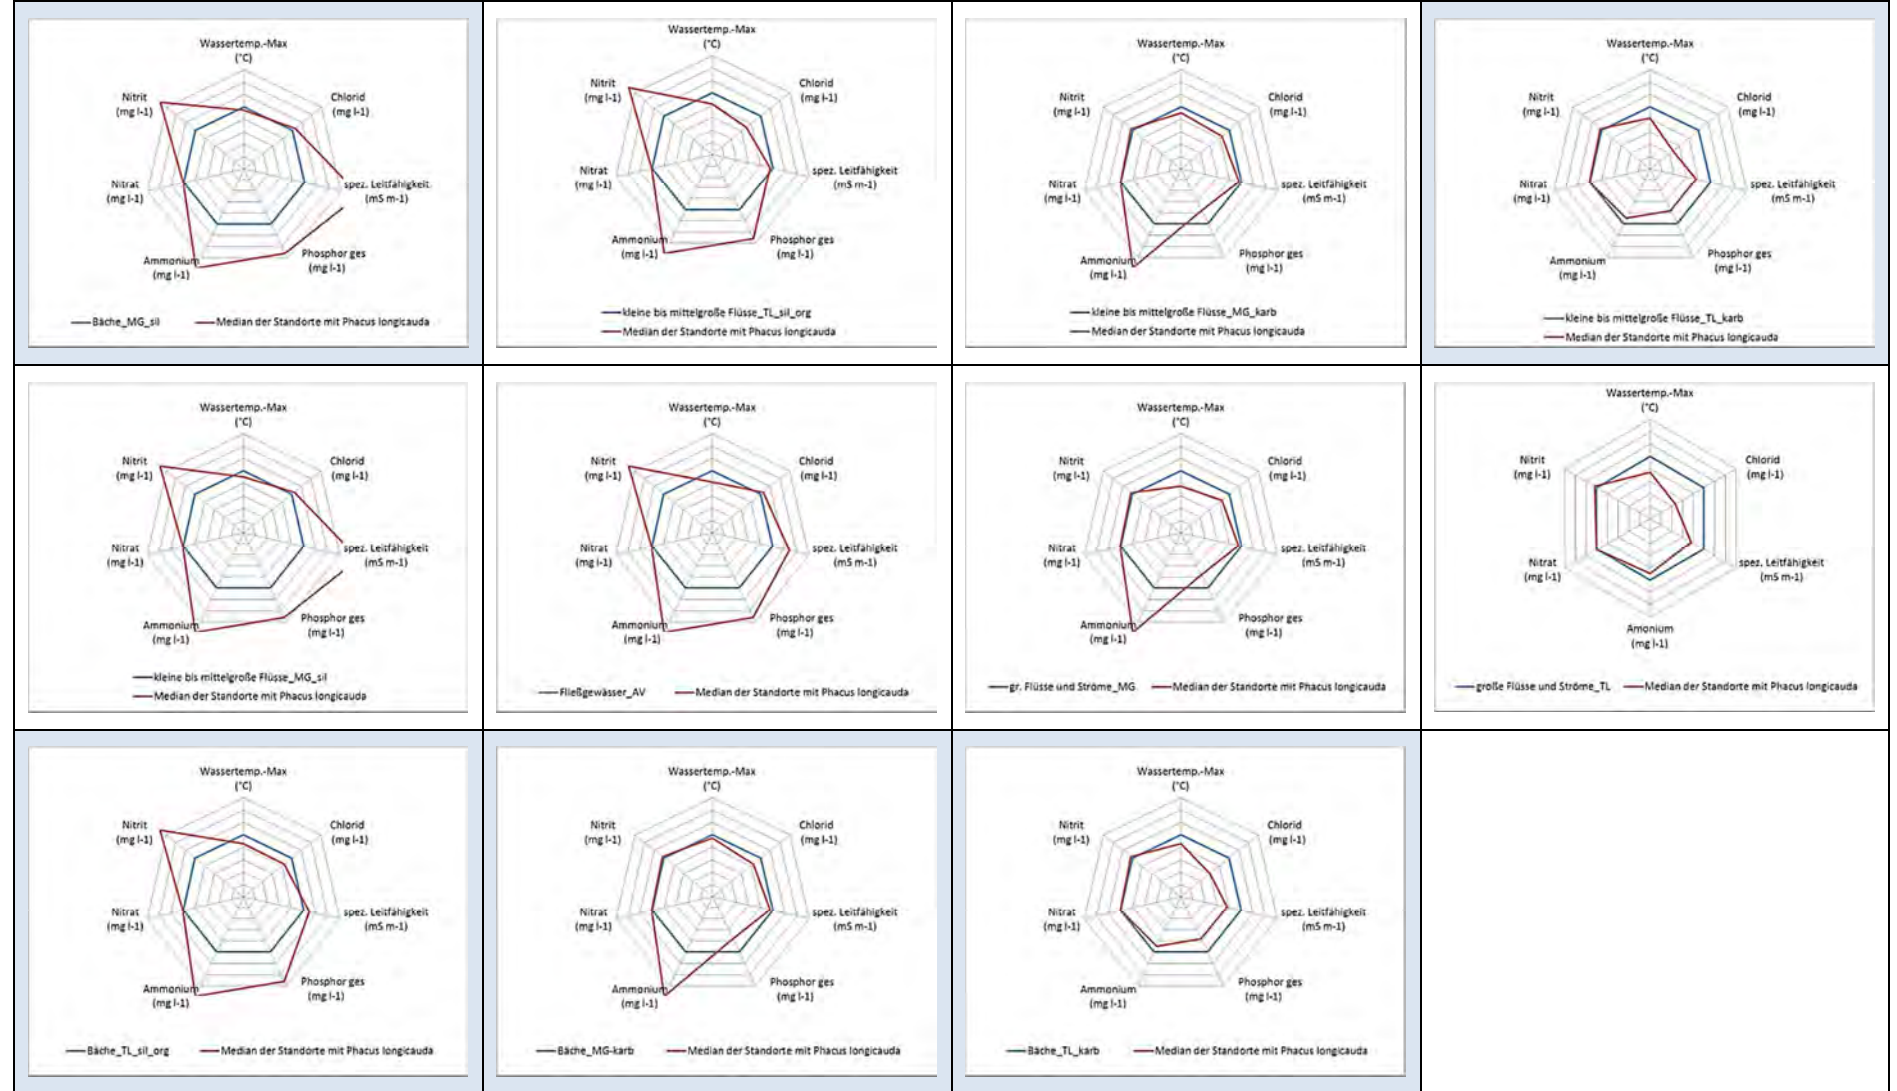 Wassertemp.-Max
(°C)
Nitrit
(mg l-1)
Chlorid
(mg l-1)
Nitrat
(mg l-1)
spez. Leitfähigkeit
(mS m-1)
Ammonium
(mg l-1)
Phosphor ges
(mg l-1)
Bäche_MG_sil
Median der Standorte mit Phacus longicauda
Wassertemp.-Max
(°C)
Nitrit
(mg l-1)
Chlorid
(mg l-1)
Nitrat
(mg l-1)
spez. Leitfähigkeit
(mS m-1)
Ammonium
(mg l-1)
Phosphor ges
(mg l-1)
kleine bis mittelgroße Flüsse_TL_sil_org
Median der Standorte mit Phacus longicauda
Wassertemp.-Max
(°C)
Nitrit
(mg l-1)
Chlorid
(mg l-1)
Nitrat
(mg l-1)
spez. Leitfähigkeit
(mS m-1)
Ammonium
(mg l-1)
Phosphor ges
(mg l-1)
kleine bis mittelgroße Flüsse_MG_karb
Median der Standorte mit Phacus longicauda
Wassertemp.-Max
(°C)
Nitrit
(mg l-1)
Chlorid
(mg l-1)
Nitrat
(mg l-1)
spez. Leitfähigkeit
(mS m-1)
Ammonium
(mg l-1)
Phosphor ges
(mg l-1)
kleine bis mittelgroße Flüsse_TL_karb
Median der Standorte mit Phacus longicauda
Wassertemp.-Max
(°C)
Nitrit
(mg l-1)
Chlorid
(mg l-1)
Nitrat
(mg l-1)
spez. Leitfähigkeit
(mS m-1)
Ammonium
(mg l-1)
Phosphor ges
(mg l-1)
kleine bis mittelgroße Flüsse_MG_sil
Median der Standorte mit Phacus longicauda
Wassertemp.-Max
(°C)
Nitrit
(mg l-1)
Chlorid
(mg l-1)
Nitrat
(mg l-1)
spez. Leitfähigkeit
(mS m-1)
Ammonium
(mg l-1)
Phosphor ges
(mg l-1)
Fließgewässer_AV
Median der Standorte mit Phacus longicauda
Wassertemp.-Max
(°C)
Nitrit
(mg l-1)
Chlorid
(mg l-1)
Nitrat
(mg l-1)
spez. Leitfähigkeit
(mS m-1)
Ammonium
(mg l-1)
Phosphor ges
(mg l-1)
gr. Flüsse und Ströme_MG
Median der Standorte mit Phacus longicauda
Wassertemp.-Max
(°C)
Nitrit
(mg l-1)
Chlorid
(mg l-1)
Nitrat
(mg l-1)
spez. Leitfähigkeit
(mS m-1)
Amonium
(mg l-1)
große Flüsse und Ströme_TL
Median der Standorte mit Phacus longicauda
Wassertemp.-Max
(°C)
Nitrit
(mg l-1)
Chlorid
(mg l-1)
Nitrat
(mg l-1)
spez. Leitfähigkeit
(mS m-1)
Ammonium
(mg l-1)
Phosphor ges
(mg l-1)
Bäche_TL_sil_org
Median der Standorte mit Phacus longicauda
Wassertemp.-Max
(°C)
Nitrit
(mg l-1)
Chlorid
(mg l-1)
Nitrat
(mg l-1)
spez. Leitfähigkeit
(mS m-1)
Ammonium
(mg l-1)
Phosphor ges
(mg l-1)
Bäche_MG-karb
Median der Standorte mit Phacus longicauda
Wassertemp.-Max
(°C)
Nitrit
(mg l-1)
Chlorid
(mg l-1)
Nitrat
(mg l-1)
spez. Leitfähigkeit
(mS m-1)
Ammonium
(mg l-1)
Phosphor ges
(mg l-1)
Bäche_TL_karb
Median der Standorte mit Phacus longicauda